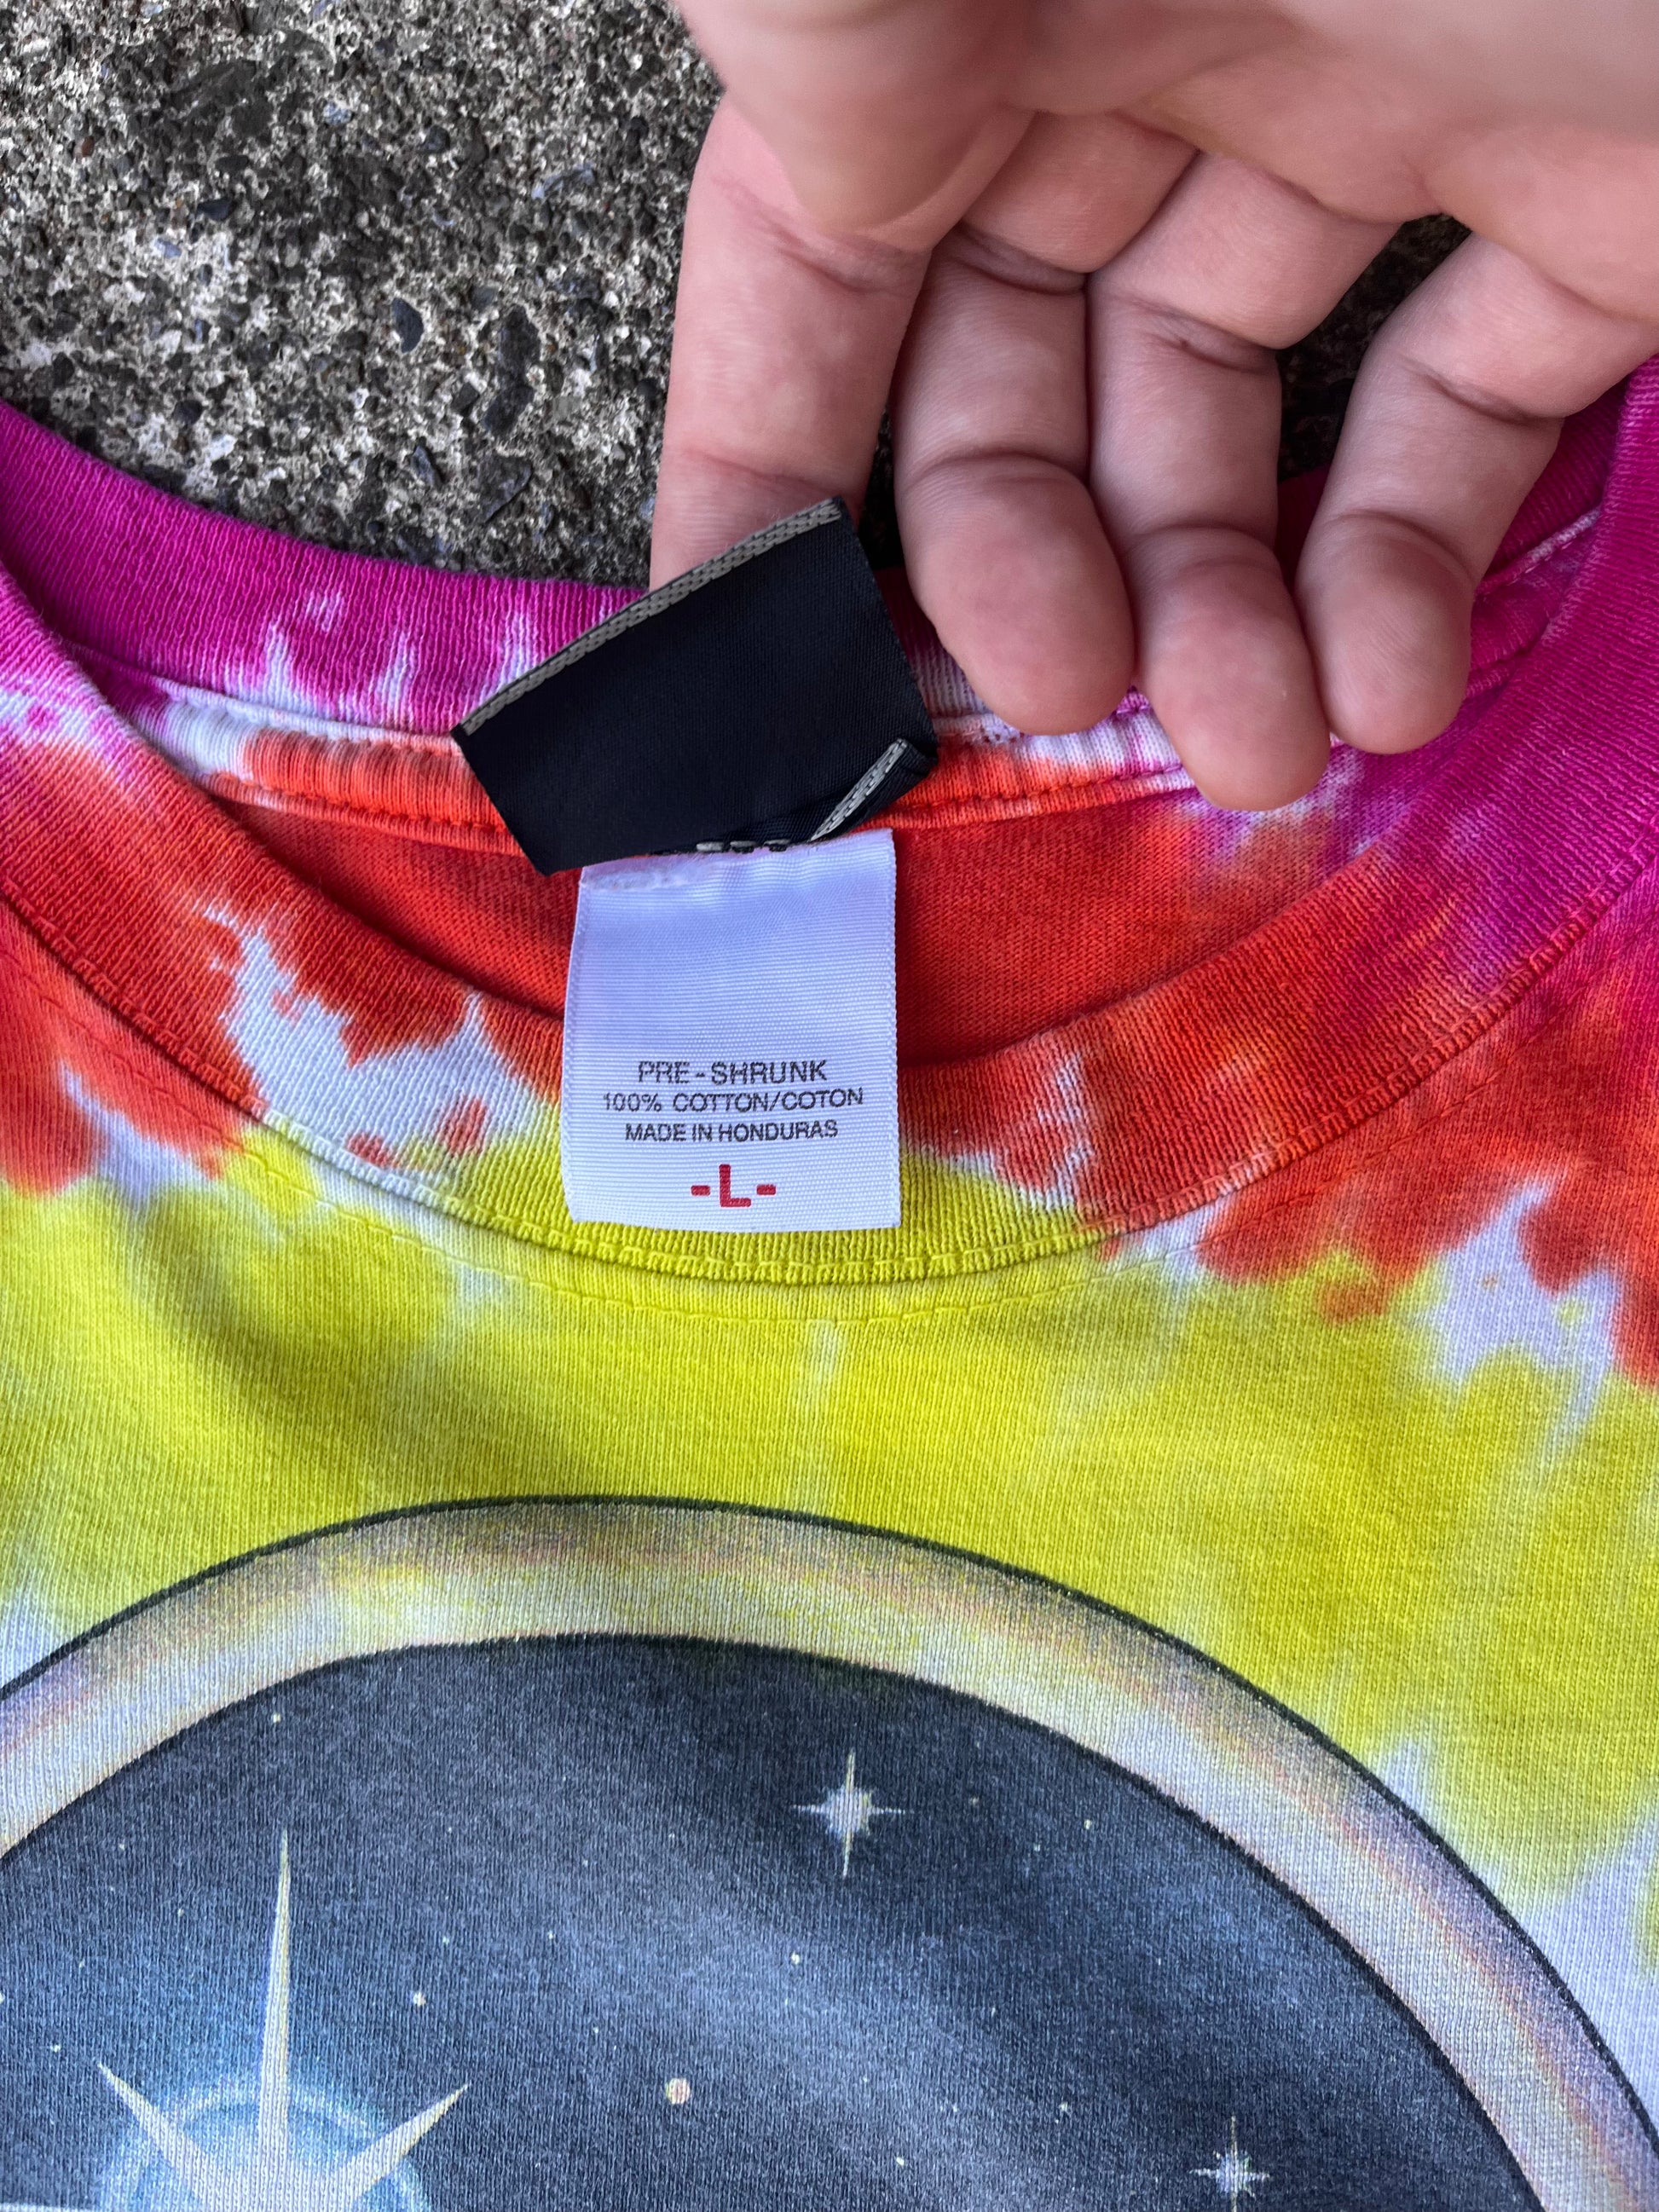 PRE-SHRUNK
100% COTTON/COTON
MADE IN HONDURAS
-L-